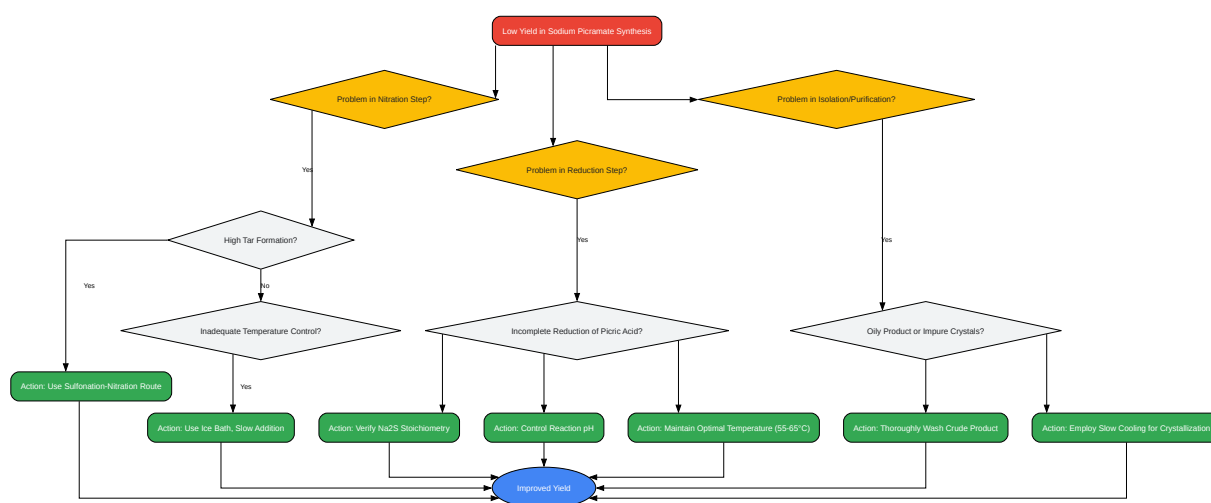 Low Yield in Sodium Picramate Synthesis
Problem in Nitration Step?
Problem in Isolation/Purification?
Problem in Reduction Step?
Yes
High Tar Formation?
Yes
Yes
Yes
No
Inadequate Temperature Control?
Incomplete Reduction of Picric Acid?
Oily Product or Impure Crystals?
Action: Use Sulfonation-Nitration Route
Yes
Action: Use Ice Bath, Slow Addition
Action: Verify Na2S Stoichiometry
Action: Control Reaction pH
Action: Maintain Optimal Temperature (55-65°C)
Action: Thoroughly Wash Crude Product
Action: Employ Slow Cooling for Crystallization
Improved Yield